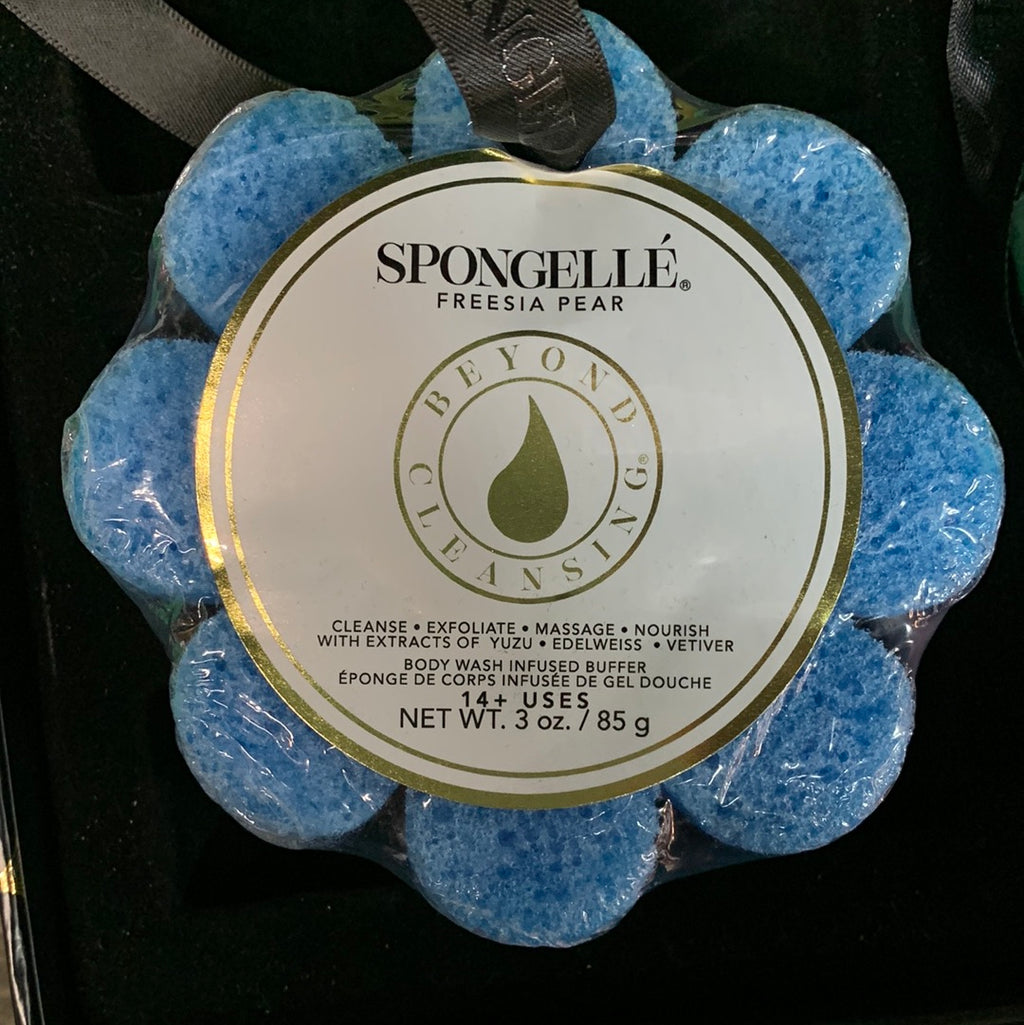 SPONGELLÉ®
FREESIA PEAR
BEYOND
CLEANSING®
CLEANSE • EXFOLIATE • MASSAGE • NOURISH
WITH EXTRACTS OF YUZU • EDELWEISS • VETIVER
BODY WASH INFUSED BUFFER
ÉPONGE DE CORPS INFUSÉE DE GEL DOUCHE
14+ USES
NET WT. 3 oz. / 85 g